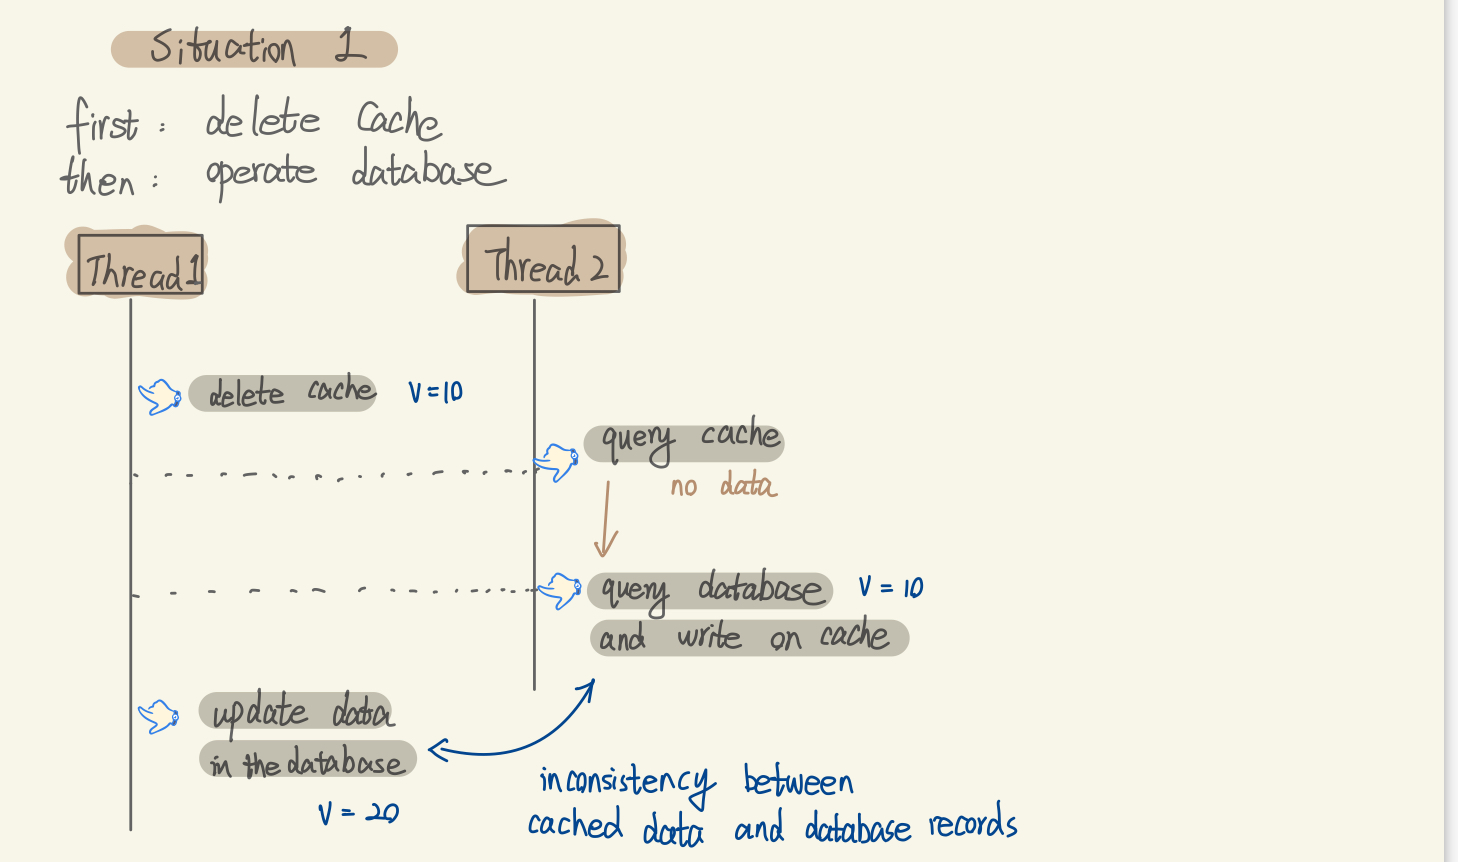 Situation 1
first : delete Cache
then : operate database
Thread 1
Thread 2
delete cache
V=10
query cache
no data
query database
V = 10
and write on cache
update data
in the database
V = 20
inconsistency between
cached data and database records